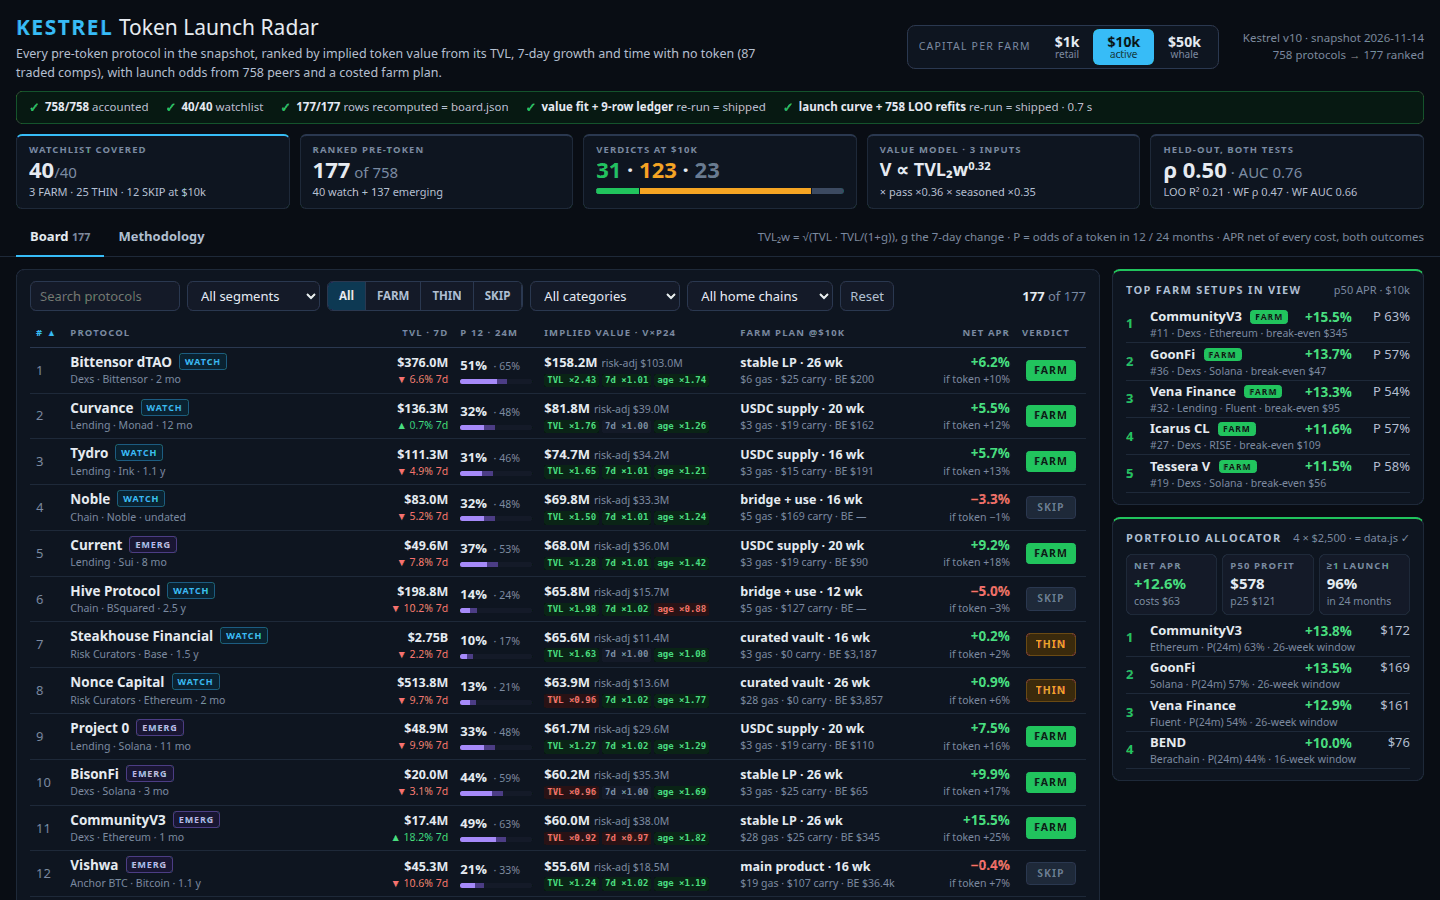 KESTREL Token Launch Radar
Every pre-token protocol in the snapshot, ranked by implied token value from its TVL, 7-day growth and time with no token (87
traded comps), with launch odds from 758 peers and a costed farm plan.
CAPITAL PER FARM
$1k retail
$10k active
$50k whale
Kestrel v10 · snapshot 2026-11-14
758 protocols → 177 ranked
✓ 758/758 accounted ✓ 40/40 watchlist ✓ 177/177 rows recomputed = board.json ✓ value fit + 9-row ledger re-run = shipped ✓ launch curve + 758 LOO refits re-run = shipped · 0.7 s
WATCHLIST COVERED
40/40
3 FARM · 25 THIN · 12 SKIP at $10k
RANKED PRE-TOKEN
177 of 758
40 watch + 137 emerging
VERDICTS AT $10K
31 · 123 · 23
VALUE MODEL · 3 INPUTS
V ∝ TVL₂w^0.32
× pass ×0.36 × seasoned ×0.35
HELD-OUT, BOTH TESTS
ρ 0.50 · AUC 0.76
LOO R² 0.21 · WF ρ 0.47 · WF AUC 0.66
Board 177 Methodology
TVL₂w = √(TVL · TVL/(1+g)), g the 7-day change · P = odds of a token in 12 / 24 months · APR net of every cost, both outcomes
Search protocols All segments All FARM THIN SKIP All categories All home chains Reset 177 of 177
# ▲ PROTOCOL TVL · 7D P 12 · 24M IMPLIED VALUE · V×P24 FARM PLAN @$10K NET APR VERDICT
1 Bittensor dTAO WATCH $376.0M 51% · 65% $158.2M risk-adj $103.0M stable LP · 26 wk +6.2% FARM
Dexs · Bittensor · 2 mo ▼ 6.6% 7d TVL ×2.43 7d ×1.01 age ×1.74 $6 gas · $25 carry · BE $200 if token +10%
2 Curvance WATCH $136.3M 32% · 48% $81.8M risk-adj $39.0M USDC supply · 20 wk +5.5% FARM
Lending · Monad · 12 mo ▲ 0.7% 7d TVL ×1.76 7d ×1.00 age ×1.26 $3 gas · $19 carry · BE $162 if token +12%
3 Tydro WATCH $111.3M 31% · 46% $74.7M risk-adj $34.2M USDC supply · 16 wk +5.7% FARM
Lending · Ink · 1.1 y ▼ 4.9% 7d TVL ×1.65 7d ×1.01 age ×1.21 $3 gas · $15 carry · BE $191 if token +13%
4 Noble WATCH $83.0M 32% · 48% $69.8M risk-adj $33.3M bridge + use · 16 wk −3.3% SKIP
Chain · Noble · undated ▼ 5.2% 7d TVL ×1.50 7d ×1.01 age ×1.24 $5 gas · $169 carry · BE — if token −1%
5 Current EMERG $49.6M 37% · 53% $68.0M risk-adj $36.0M USDC supply · 20 wk +9.2% FARM
Lending · Sui · 8 mo ▼ 7.8% 7d TVL ×1.28 7d ×1.01 age ×1.42 $3 gas · $19 carry · BE $90 if token +18%
6 Hive Protocol WATCH $198.8M 14% · 24% $65.8M risk-adj $15.7M bridge + use · 12 wk −5.0% SKIP
Chain · BSquared · 2.5 y ▼ 10.2% 7d TVL ×1.98 7d ×1.02 age ×0.88 $5 gas · $127 carry · BE — if token −3%
7 Steakhouse Financial WATCH $2.75B 10% · 17% $65.6M risk-adj $11.4M curated vault · 16 wk +0.2% THIN
Risk Curators · Base · 1.5 y ▼ 2.2% 7d TVL ×1.63 7d ×1.00 age ×1.08 $3 gas · $0 carry · BE $3,187 if token +2%
8 Nonce Capital WATCH $513.8M 13% · 21% $63.9M risk-adj $13.6M curated vault · 26 wk +0.9% THIN
Risk Curators · Ethereum · 2 mo ▼ 9.7% 7d TVL ×0.96 7d ×1.02 age ×1.77 $28 gas · $0 carry · BE $3,857 if token +6%
9 Project 0 EMERG $48.9M 33% · 48% $61.7M risk-adj $29.6M USDC supply · 20 wk +7.5% FARM
Lending · Solana · 11 mo ▼ 9.9% 7d TVL ×1.27 7d ×1.02 age ×1.29 $3 gas · $19 carry · BE $110 if token +16%
10 BisonFi EMERG $20.0M 44% · 59% $60.2M risk-adj $35.3M stable LP · 26 wk +9.9% FARM
Dexs · Solana · 3 mo ▼ 3.1% 7d TVL ×0.96 7d ×1.00 age ×1.69 $3 gas · $25 carry · BE $65 if token +17%
11 CommunityV3 EMERG $17.4M 49% · 63% $60.0M risk-adj $38.0M stable LP · 26 wk +15.5% FARM
Dexs · Ethereum · 1 mo ▲ 18.2% 7d TVL ×0.92 7d ×0.97 age ×1.82 $28 gas · $25 carry · BE $345 if token +25%
12 Vishwa EMERG $45.3M 21% · 33% $55.6M risk-adj $18.5M main product · 16 wk −0.4% SKIP
Anchor BTC · Bitcoin · 1.1 y ▼ 10.6% 7d TVL ×1.24 7d ×1.02 age ×1.19 $19 gas · $107 carry · BE $36.4k if token +7%
TOP FARM SETUPS IN VIEW p50 APR · $10k
1 CommunityV3 FARM +15.5% P 63%
#11 · Dexs · Ethereum · break-even $345
2 GoonFi FARM +13.7% P 57%
#36 · Dexs · Solana · break-even $47
3 Vena Finance FARM +13.3% P 54%
#32 · Lending · Fluent · break-even $95
4 Icarus CL FARM +11.6% P 57%
#27 · Dexs · RISE · break-even $109
5 Tessera V FARM +11.5% P 58%
#19 · Dexs · Solana · break-even $56
PORTFOLIO ALLOCATOR 4 × $2,500 · = data.js ✓
NET APR
+12.6%
costs $63
P50 PROFIT
$578
p25 $121
≥1 LAUNCH
96%
in 24 months
1 CommunityV3 +13.8% $172
Ethereum · P(24m) 63% · 26-week window
2 GoonFi +13.5% $169
Solana · P(24m) 57% · 26-week window
3 Vena Finance +12.9% $161
Fluent · P(24m) 54% · 26-week window
4 BEND +10.0% $76
Berachain · P(24m) 44% · 16-week window